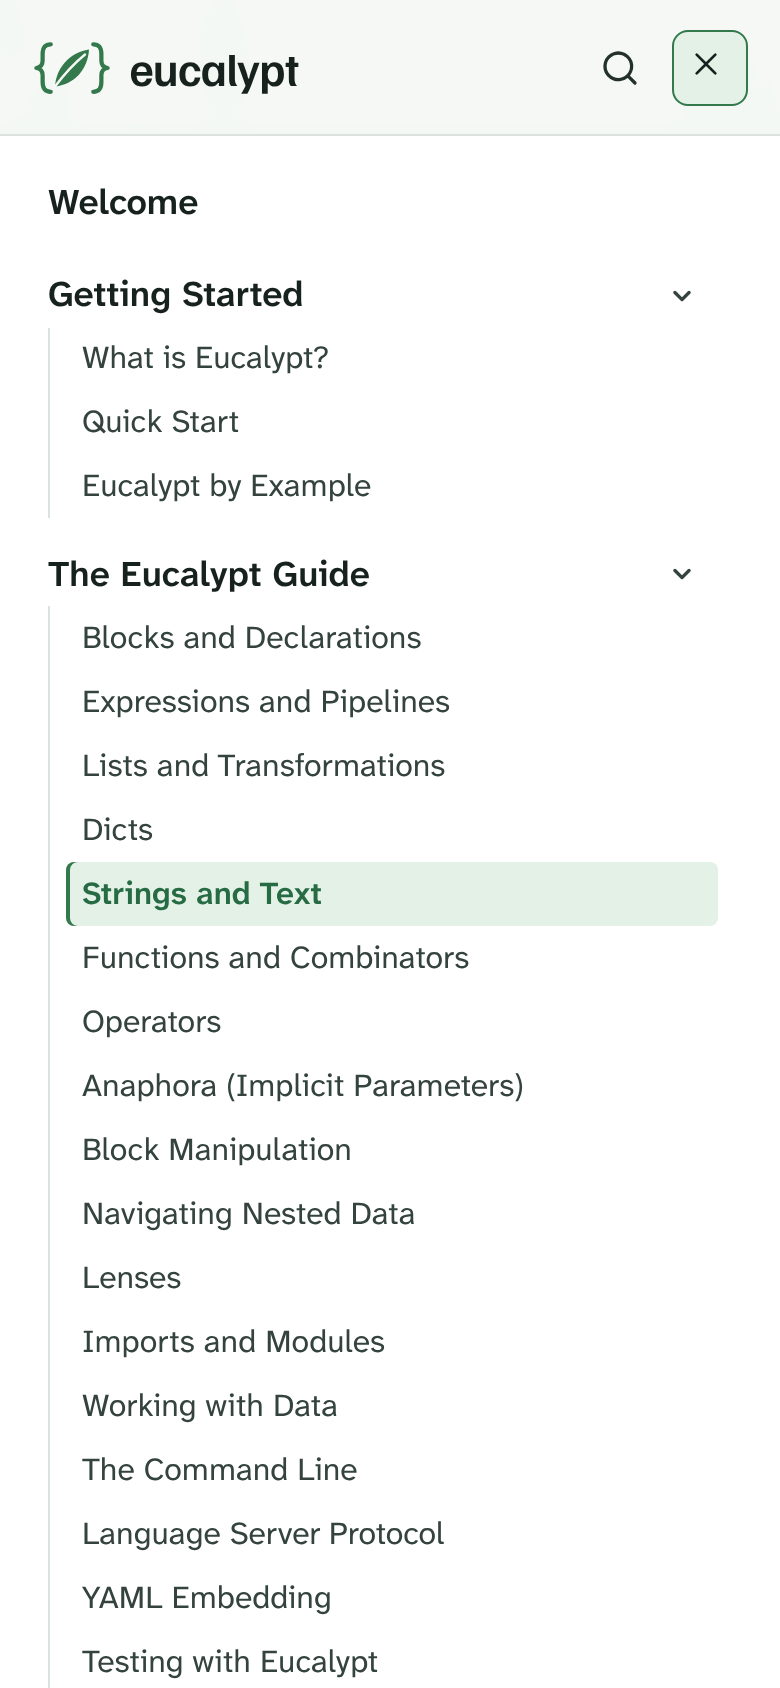 eucalypt
Welcome
Getting Started
What is Eucalypt?
Quick Start
Eucalypt by Example
The Eucalypt Guide
Blocks and Declarations
Expressions and Pipelines
Lists and Transformations
Dicts
Strings and Text
Functions and Combinators
Operators
Anaphora (Implicit Parameters)
Block Manipulation
Navigating Nested Data
Lenses
Imports and Modules
Working with Data
The Command Line
Language Server Protocol
YAML Embedding
Testing with Eucalypt